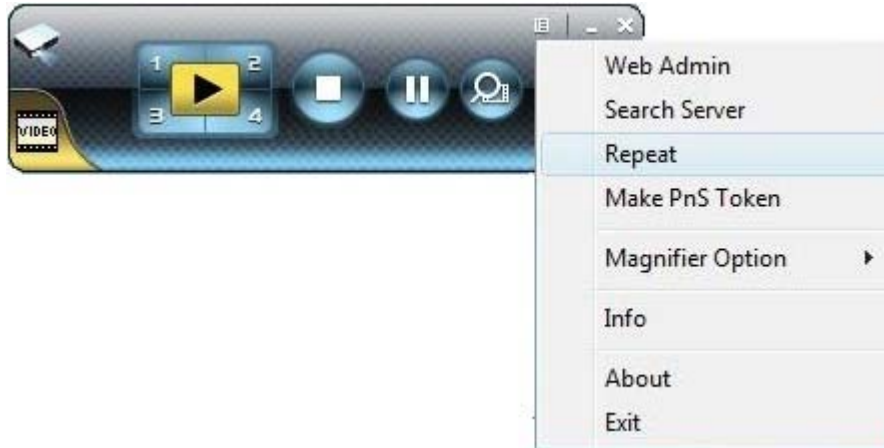 1 2
3 4
VIDEO
Web Admin
Search Server
Repeat
Make PnS Token
Magnifier Option
Info
About
Exit